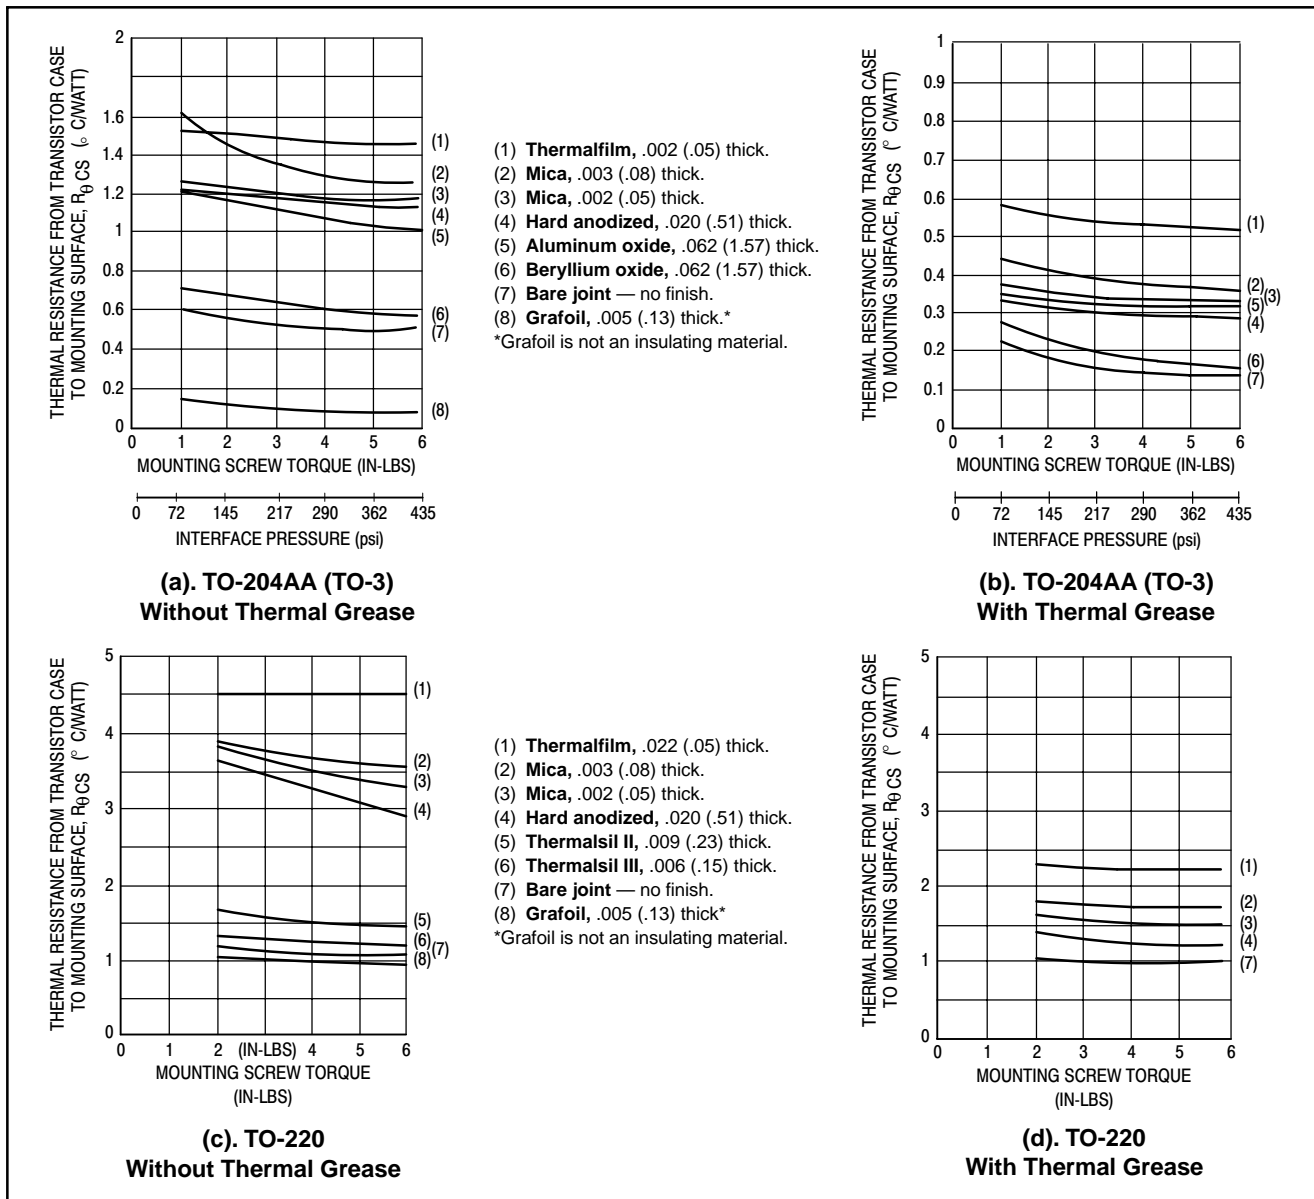 THERMAL RESISTANCE FROM TRANSISTOR CASE
TO MOUNTING SURFACE, RθCS (° C/WATT)
2
1.6
1.4
1.2
1
0.8
0.6
0.4
0.2
0
(1)
(2)
(3)
(4)
(5)
(6)
(7)
(8)
0 1 2 3 4 5 6
MOUNTING SCREW TORQUE (IN-LBS)
0 72 145 217 290 362 435
INTERFACE PRESSURE (psi)
(a). TO-204AA (TO-3)
Without Thermal Grease
(1) Thermalfilm, .002 (.05) thick.
(2) Mica, .003 (.08) thick.
(3) Mica, .002 (.05) thick.
(4) Hard anodized, .020 (.51) thick.
(5) Aluminum oxide, .062 (1.57) thick.
(6) Beryllium oxide, .062 (1.57) thick.
(7) Bare joint — no finish.
(8) Grafoil, .005 (.13) thick.*
*Grafoil is not an insulating material.
THERMAL RESISTANCE FROM TRANSISTOR CASE
TO MOUNTING SURFACE, RθCS (° C/WATT)
1
0.9
0.8
0.7
0.6
0.5
0.4
0.3
0.2
0.1
0
(1)
(2)
(3)
(5)
(4)
(6)
(7)
0 1 2 3 4 5 6
MOUNTING SCREW TORQUE (IN-LBS)
0 72 145 217 290 362 435
INTERFACE PRESSURE (psi)
(b). TO-204AA (TO-3)
With Thermal Grease
THERMAL RESISTANCE FROM TRANSISTOR CASE
TO MOUNTING SURFACE, RθCS (° C/WATT)
5
4
3
2
1
0
(1)
(2)
(3)
(4)
(5)
(6)
(7)
(8)
0 1 2 (IN-LBS) 4 5 6
MOUNTING SCREW TORQUE
(IN-LBS)
(c). TO-220
Without Thermal Grease
(1) Thermalfilm, .022 (.05) thick.
(2) Mica, .003 (.08) thick.
(3) Mica, .002 (.05) thick.
(4) Hard anodized, .020 (.51) thick.
(5) Thermalsil II, .009 (.23) thick.
(6) Thermalsil III, .006 (.15) thick.
(7) Bare joint — no finish.
(8) Grafoil, .005 (.13) thick*
*Grafoil is not an insulating material.
THERMAL RESISTANCE FROM TRANSISTOR CASE
TO MOUNTING SURFACE, RθCS (° C/WATT)
5
4
3
2
1
0
(1)
(2)
(3)
(4)
(7)
0 1 2 3 4 5 6
MOUNTING SCREW TORQUE
(IN-LBS)
(d). TO-220
With Thermal Grease